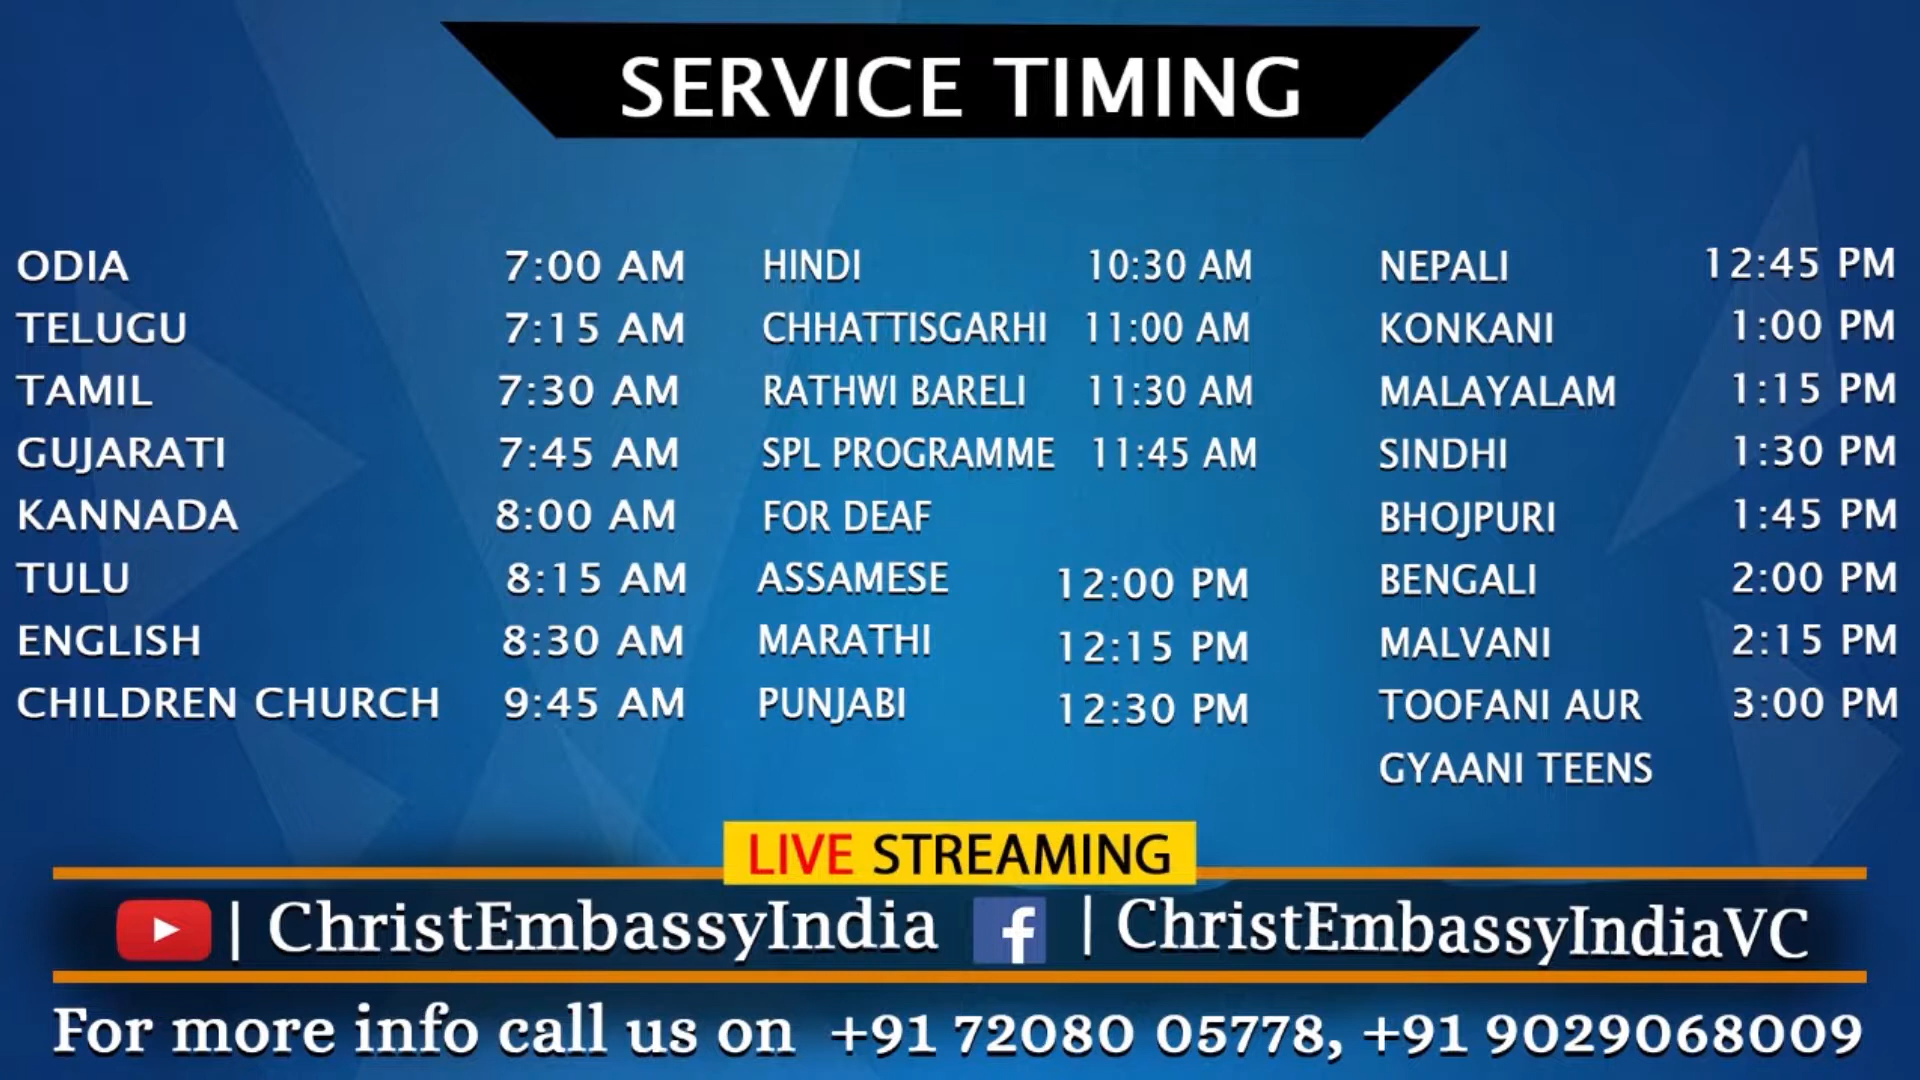 SERVICE TIMING
ODIA 7:00 AM
TELUGU 7:15 AM
TAMIL 7:30 AM
GUJARATI 7:45 AM
KANNADA 8:00 AM
TULU 8:15 AM
ENGLISH 8:30 AM
CHILDREN CHURCH 9:45 AM
HINDI 10:30 AM
CHHATTISGARHI 11:00 AM
RATHWI BARELI 11:30 AM
SPL PROGRAMME 11:45 AM
FOR DEAF
ASSAMESE 12:00 PM
MARATHI 12:15 PM
PUNJABI 12:30 PM
NEPALI 12:45 PM
KONKANI 1:00 PM
MALAYALAM 1:15 PM
SINDHI 1:30 PM
BHOJPURI 1:45 PM
BENGALI 2:00 PM
MALVANI 2:15 PM
TOOFANI AUR 3:00 PM
GYAANI TEENS
LIVE STREAMING
| ChristEmbassyIndia f | ChristEmbassyIndiaVC
For more info call us on +91 72080 05778, +91 9029068009